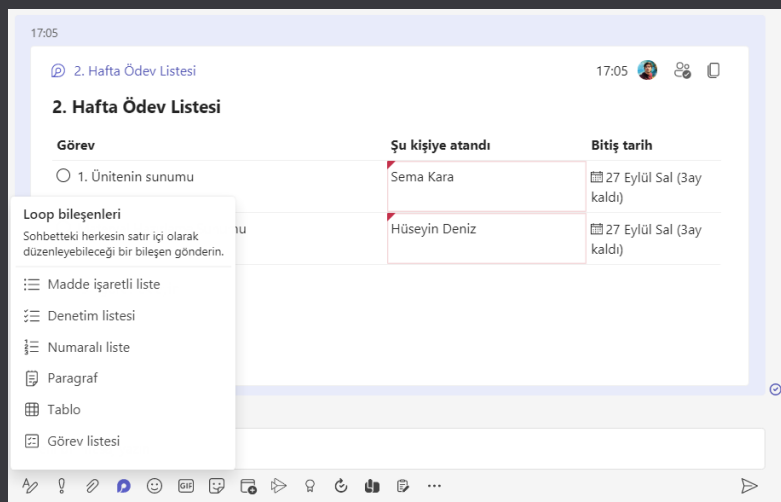 17:05
2. Hafta Ödev Listesi
17:05
2. Hafta Ödev Listesi
Görev
Şu kişiye atandı
Bitiş tarih
1. Ünitenin sunumu
Sema Kara
27 Eylül Sal (3ay
kaldı)
Hüseyin Deniz
27 Eylül Sal (3ay
kaldı)
Loop bileşenleri
Sohbetteki herkesin satır içi olarak
düzenleyebileceği bir bileşen gönderin.
Madde işaretli liste
Denetim listesi
Numaralı liste
Paragraf
Tablo
Görev listesi
GIF